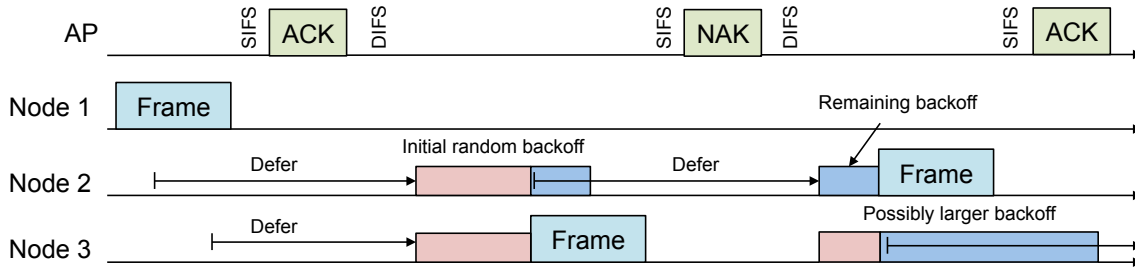 AP SIFS ACK DIFS SIFS NAK DIFS SIFS ACK
Node 1 Frame
Remaining backoff
Initial random backoff
Node 2 Defer Defer Frame
Possibly larger backoff
Node 3 Defer Frame